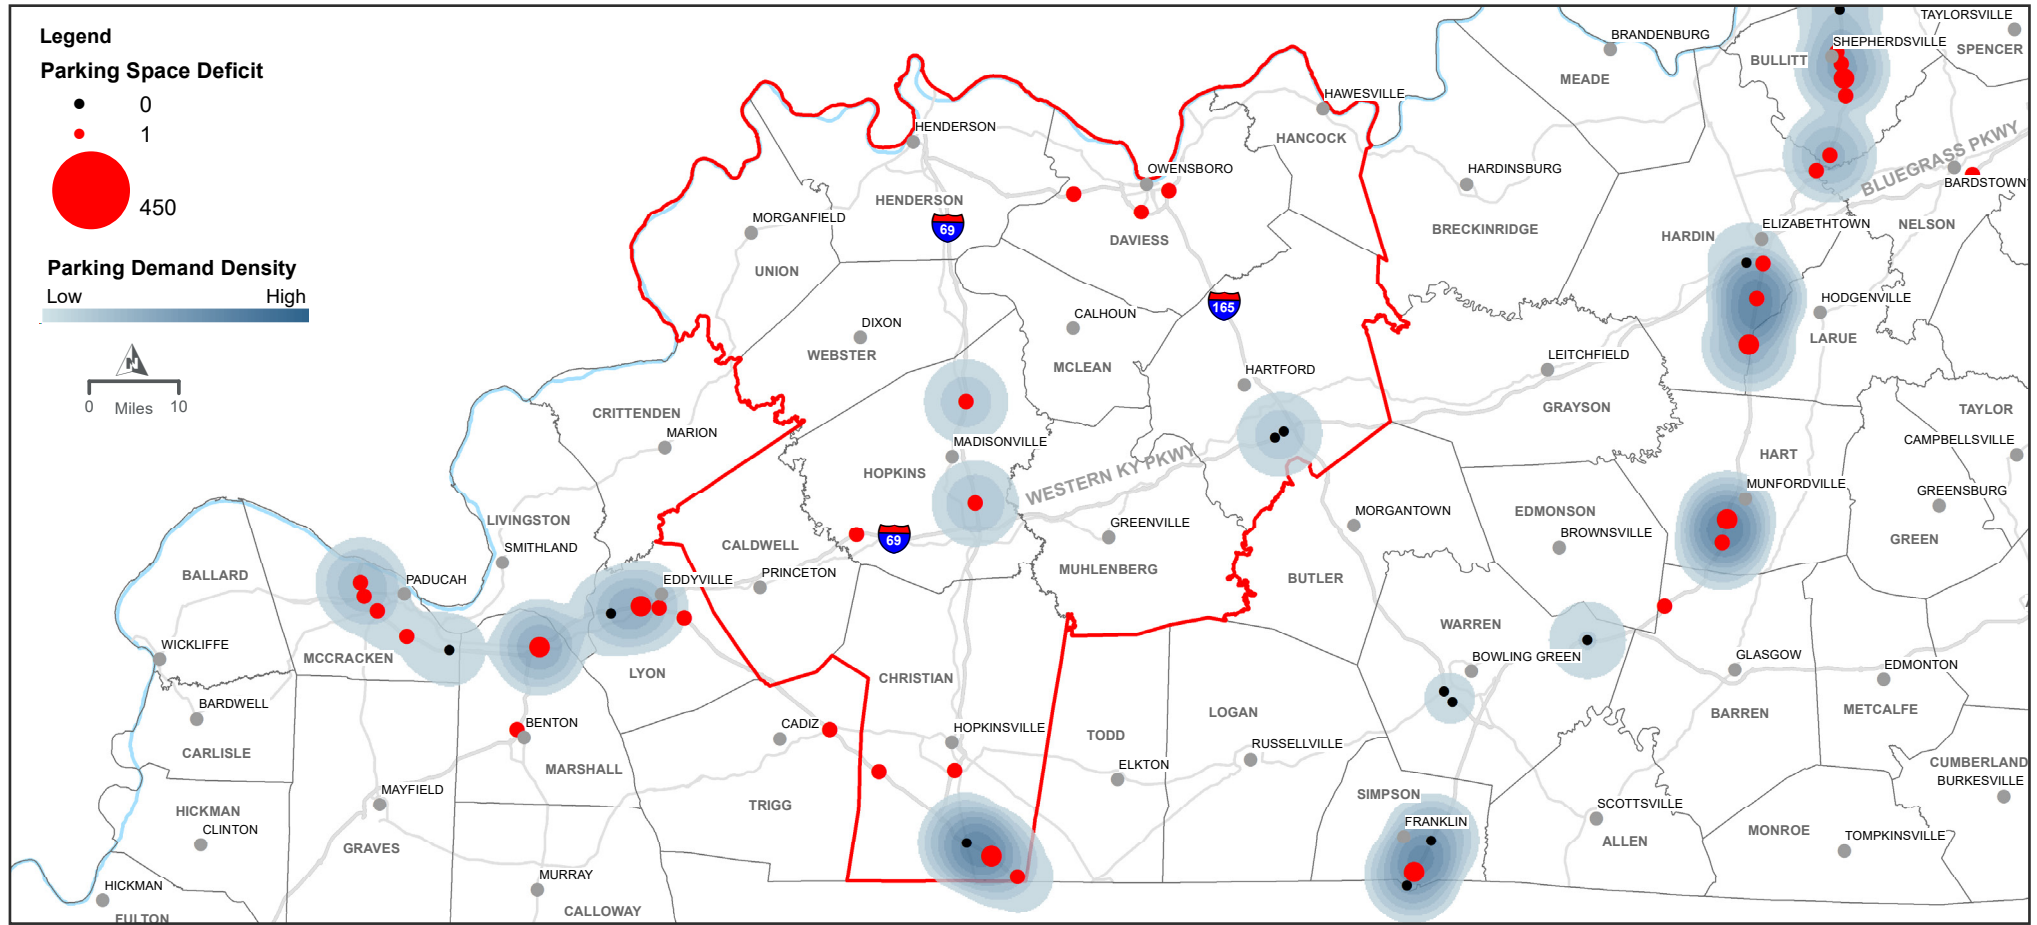 Legend
Parking Space Deficit
0
1
450
Parking Demand Density
Low High
N
0 Miles 10
TAYLORSVILLE
SHEPHERDSVILLE
SPENCER
BULLITT
BRANDENBURG
MEADE
HAWESVILLE
HANCOCK
HENDERSON
OWENSBORO
HARDINSBURG
BLUEGRASS PKWY
BARDSTOWN
HENDERSON
MORGANFIELD
69
DAVIESS
BRECKINRIDGE
HARDIN
ELIZABETHTOWN
NELSON
UNION
165
HODGENVILLE
CALHOUN
DIXON
WEBSTER
LARUE
MCLEAN
HARTFORD
LEITCHFIELD
GRAYSON
TAYLOR
CRITTENDEN
MARION
MADISONVILLE
CAMPBELLSVILLE
HOPKINS
WESTERN KY PKWY
HART
MUNFORDVILLE
GREENSBURG
LIVINGSTON
GREENVILLE
MORGANTOWN
EDMONSON
BROWNSVILLE
GREEN
SMITHLAND
CALDWELL
69
BALLARD
PADUCAH
EDDYVILLE
PRINCETON
MUHLENBERG
BUTLER
WICKLIFFE
MCCRACKEN
LYON
WARREN
BOWLING GREEN
GLASGOW
EDMONTON
CHRISTIAN
BARDWELL
BENTON
CADIZ
HOPKINSVILLE
TODD
LOGAN
BARREN
METCALFE
CARLISLE
MARSHALL
RUSSELLVILLE
ELKTON
CUMBERLAND
BURKESVILLE
MAYFIELD
HICKMAN
CLINTON
TRIGG
SIMPSON
FRANKLIN
SCOTTSVILLE
ALLEN
MONROE
TOMPKINSVILLE
GRAVES
HICKMAN
FULTON
MURRAY
CALLOWAY